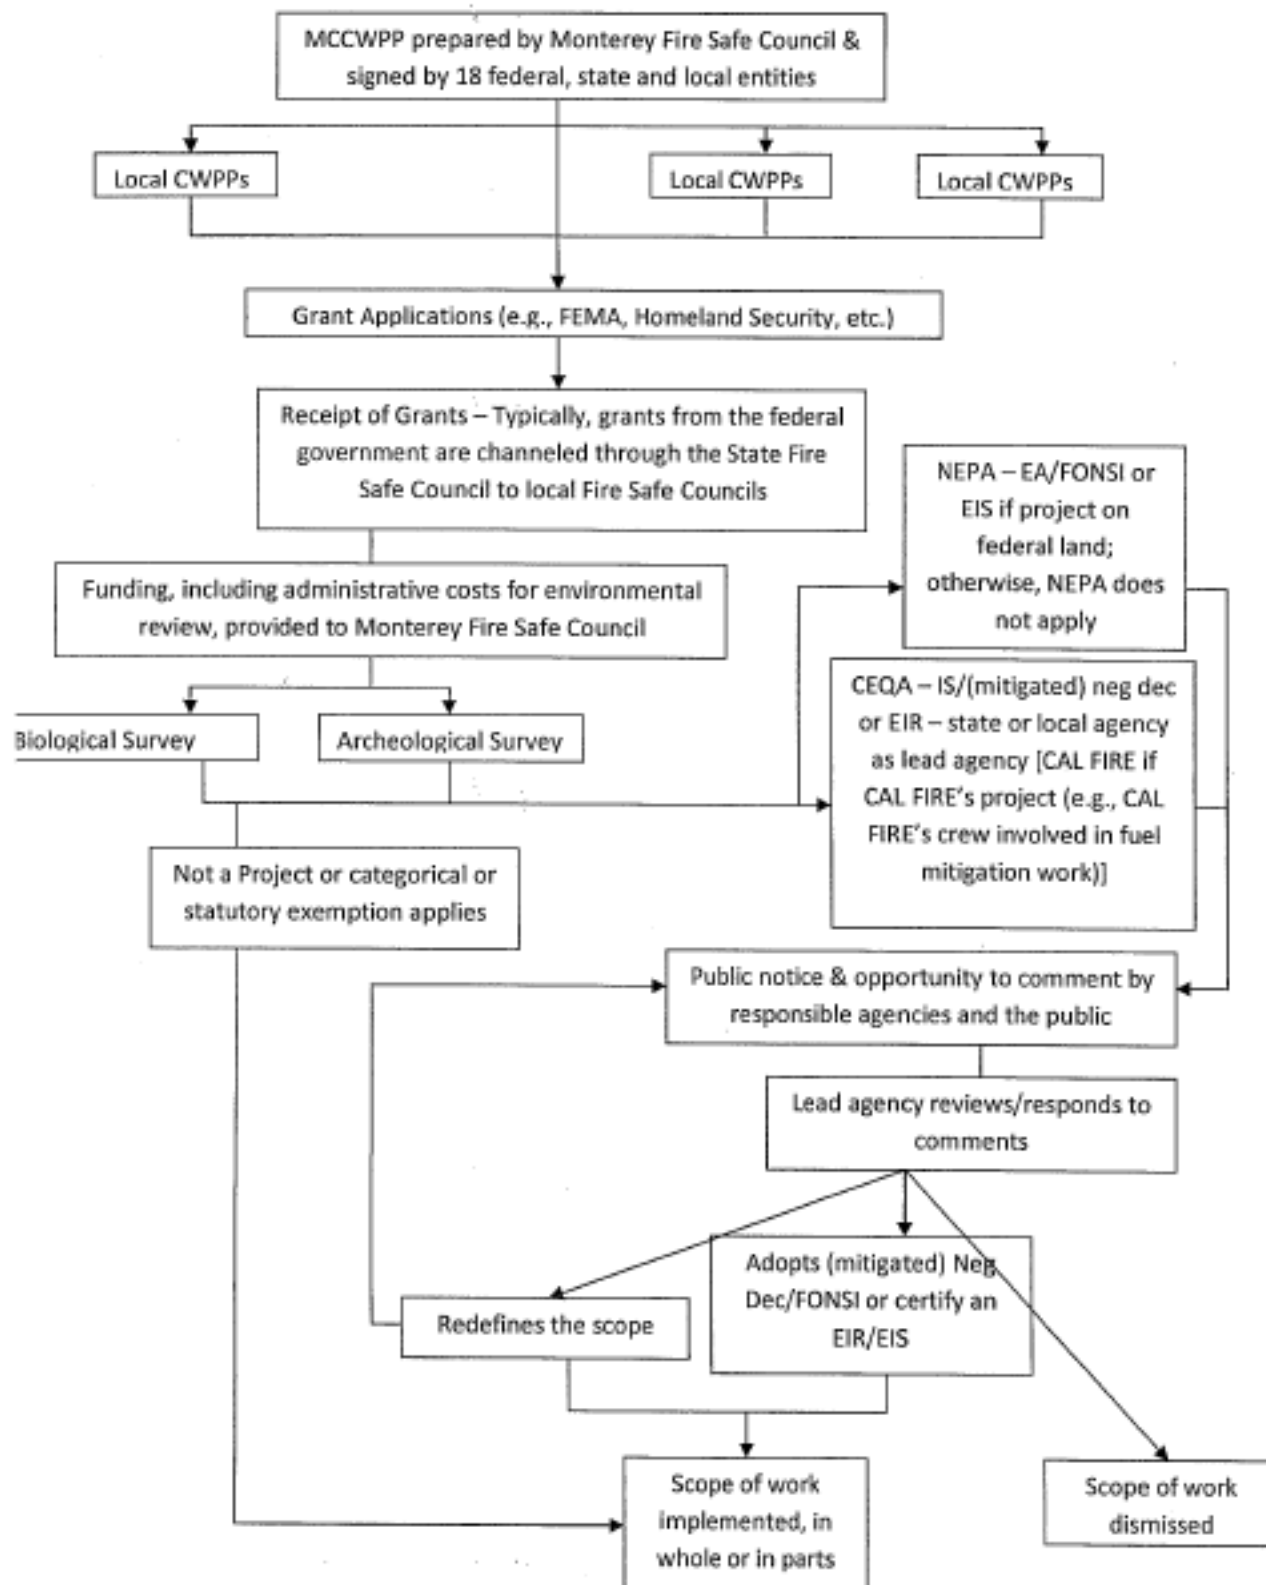 MCCWPP prepared by Monterey Fire Safe Council &
signed by 18 federal, state and local entities
Local CWPPs
Local CWPPs
Local CWPPs
Grant Applications (e.g., FEMA, Homeland Security, etc.)
Receipt of Grants – Typically, grants from the federal
government are channeled through the State Fire
Safe Council to local Fire Safe Councils
NEPA – EA/FONSI or
EIS if project on
federal land;
otherwise, NEPA does
not apply
Funding, including administrative costs for environmental
review, provided to Monterey Fire Safe Council
CEQA – IS/(mitigated) neg dec
or EIR – state or local agency
as lead agency [CAL FIRE if
CAL FIRE's project (e.g., CAL
FIRE's crew involved in fuel
mitigation work)]
Biological Survey
Archeological Survey
Not a Project or categorical or
statutory exemption applies
Public notice & opportunity to comment by
responsible agencies and the public
Lead agency reviews/responds to
comments
Redefines the scope
Adopts (mitigated) Neg
Dec/FONSI or certify an
EIR/EIS
Scope of work
implemented, in
whole or in parts
Scope of work
dismissed